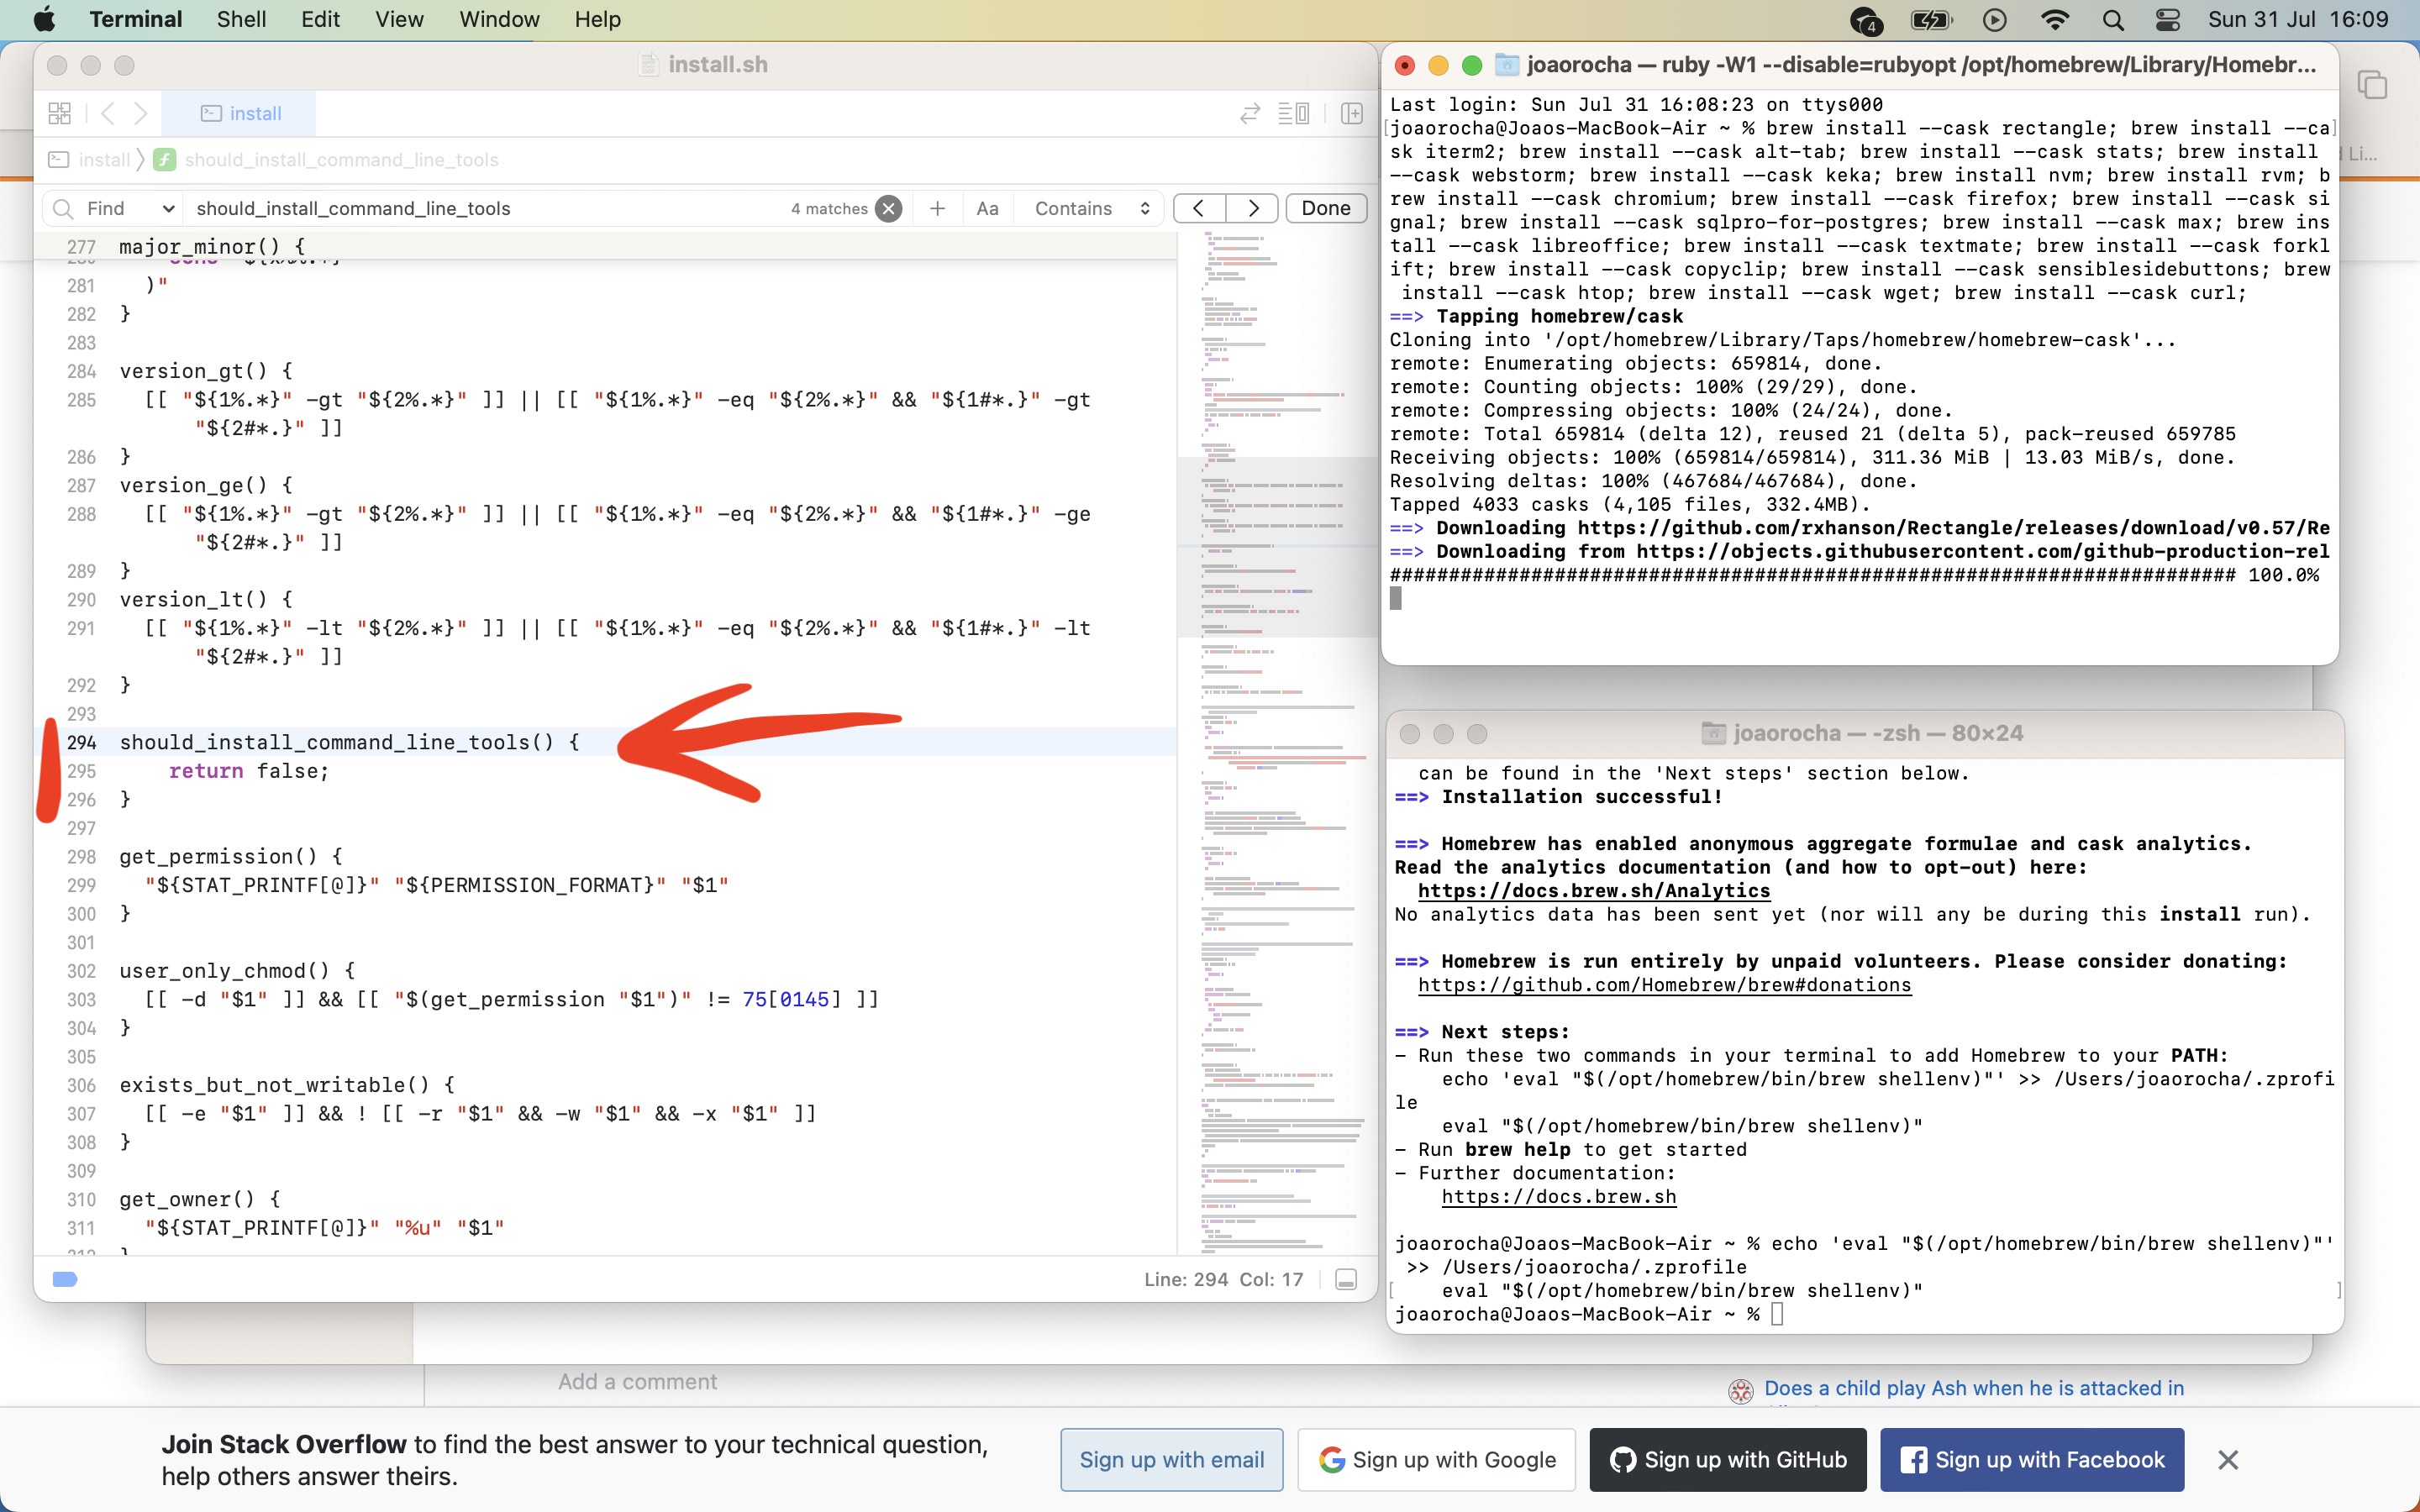 Terminal Shell Edit View Window Help
4
Sun 31 Jul 16:09
install.sh
install
install should_install_command_line_tools
Find should_install_command_line_tools 4 matches Aa Contains Done
277 major_minor() {
281 )"
282 }
283
284 version_gt() {
285 [[ "${1%.*}" -gt "${2%.*}" ]] || [[ "${1%.*}" -eq "${2%.*}" && "${1#*.}" -gt
"${2#*.}" ]]
286 }
287 version_ge() {
288 [[ "${1%.*}" -gt "${2%.*}" ]] || [[ "${1%.*}" -eq "${2%.*}" && "${1#*.}" -ge
"${2#*.}" ]]
289 }
290 version_lt() {
291 [[ "${1%.*}" -lt "${2%.*}" ]] || [[ "${1%.*}" -eq "${2%.*}" && "${1#*.}" -lt
"${2#*.}" ]]
292 }
293
294 should_install_command_line_tools() {
295 return false;
296 }
297
298 get_permission() {
299 "${STAT_PRINTF[@]}" "${PERMISSION_FORMAT}" "$1"
300 }
301
302 user_only_chmod() {
303 [[ -d "$1" ]] && [[ "$(get_permission "$1")" != 75[0145] ]]
304 }
305
306 exists_but_not_writable() {
307 [[ -e "$1" ]] && ! [[ -r "$1" && -w "$1" && -x "$1" ]]
308 }
309
310 get_owner() {
311 "${STAT_PRINTF[@]}" "%u" "$1"
Line: 294 Col: 17
joaorocha — ruby -W1 --disable=rubyopt /opt/homebrew/Library/Homebr...
Last login: Sun Jul 31 16:08:23 on ttys000
[joaorocha@Joaos-MacBook-Air ~ % brew install --cask rectangle; brew install --ca]
sk iterm2; brew install --cask alt-tab; brew install --cask stats; brew install
--cask webstorm; brew install --cask keka; brew install nvm; brew install rvm; b
rew install --cask chromium; brew install --cask firefox; brew install --cask si
gnal; brew install --cask sqlpro-for-postgres; brew install --cask max; brew ins
tall --cask libreoffice; brew install --cask textmate; brew install --cask forkl
ift; brew install --cask copyclip; brew install --cask sensiblesidebuttons; brew
install --cask htop; brew install --cask wget; brew install --cask curl;
==> Tapping homebrew/cask
Cloning into '/opt/homebrew/Library/Taps/homebrew/homebrew-cask'...
remote: Enumerating objects: 659814, done.
remote: Counting objects: 100% (29/29), done.
remote: Compressing objects: 100% (24/24), done.
remote: Total 659814 (delta 12), reused 21 (delta 5), pack-reused 659785
Receiving objects: 100% (659814/659814), 311.36 MiB | 13.03 MiB/s, done.
Resolving deltas: 100% (467684/467684), done.
Tapped 4033 casks (4,105 files, 332.4MB).
==> Downloading https://github.com/rxhanson/Rectangle/releases/download/v0.57/Re
==> Downloading from https://objects.githubusercontent.com/github-production-rel
######################################################################## 100.0%
Li...
joaorocha — -zsh — 80×24
can be found in the 'Next steps' section below.
==> Installation successful!
==> Homebrew has enabled anonymous aggregate formulae and cask analytics.
Read the analytics documentation (and how to opt-out) here:
https://docs.brew.sh/Analytics
No analytics data has been sent yet (nor will any be during this install run).
==> Homebrew is run entirely by unpaid volunteers. Please consider donating:
https://github.com/Homebrew/brew#donations
==> Next steps:
- Run these two commands in your terminal to add Homebrew to your PATH:
echo 'eval "$(/opt/homebrew/bin/brew shellenv)"' >> /Users/joaorocha/.zprofi
le
eval "$(/opt/homebrew/bin/brew shellenv)"
- Run brew help to get started
- Further documentation:
https://docs.brew.sh
joaorocha@Joaos-MacBook-Air ~ % echo 'eval "$(/opt/homebrew/bin/brew shellenv)"'
>> /Users/joaorocha/.zprofile
[ eval "$(/opt/homebrew/bin/brew shellenv)" ]
joaorocha@Joaos-MacBook-Air ~ %
Add a comment
Does a child play Ash when he is attacked in
Join Stack Overflow to find the best answer to your technical question,
help others answer theirs.
Sign up with email
Sign up with Google
Sign up with GitHub
Sign up with Facebook